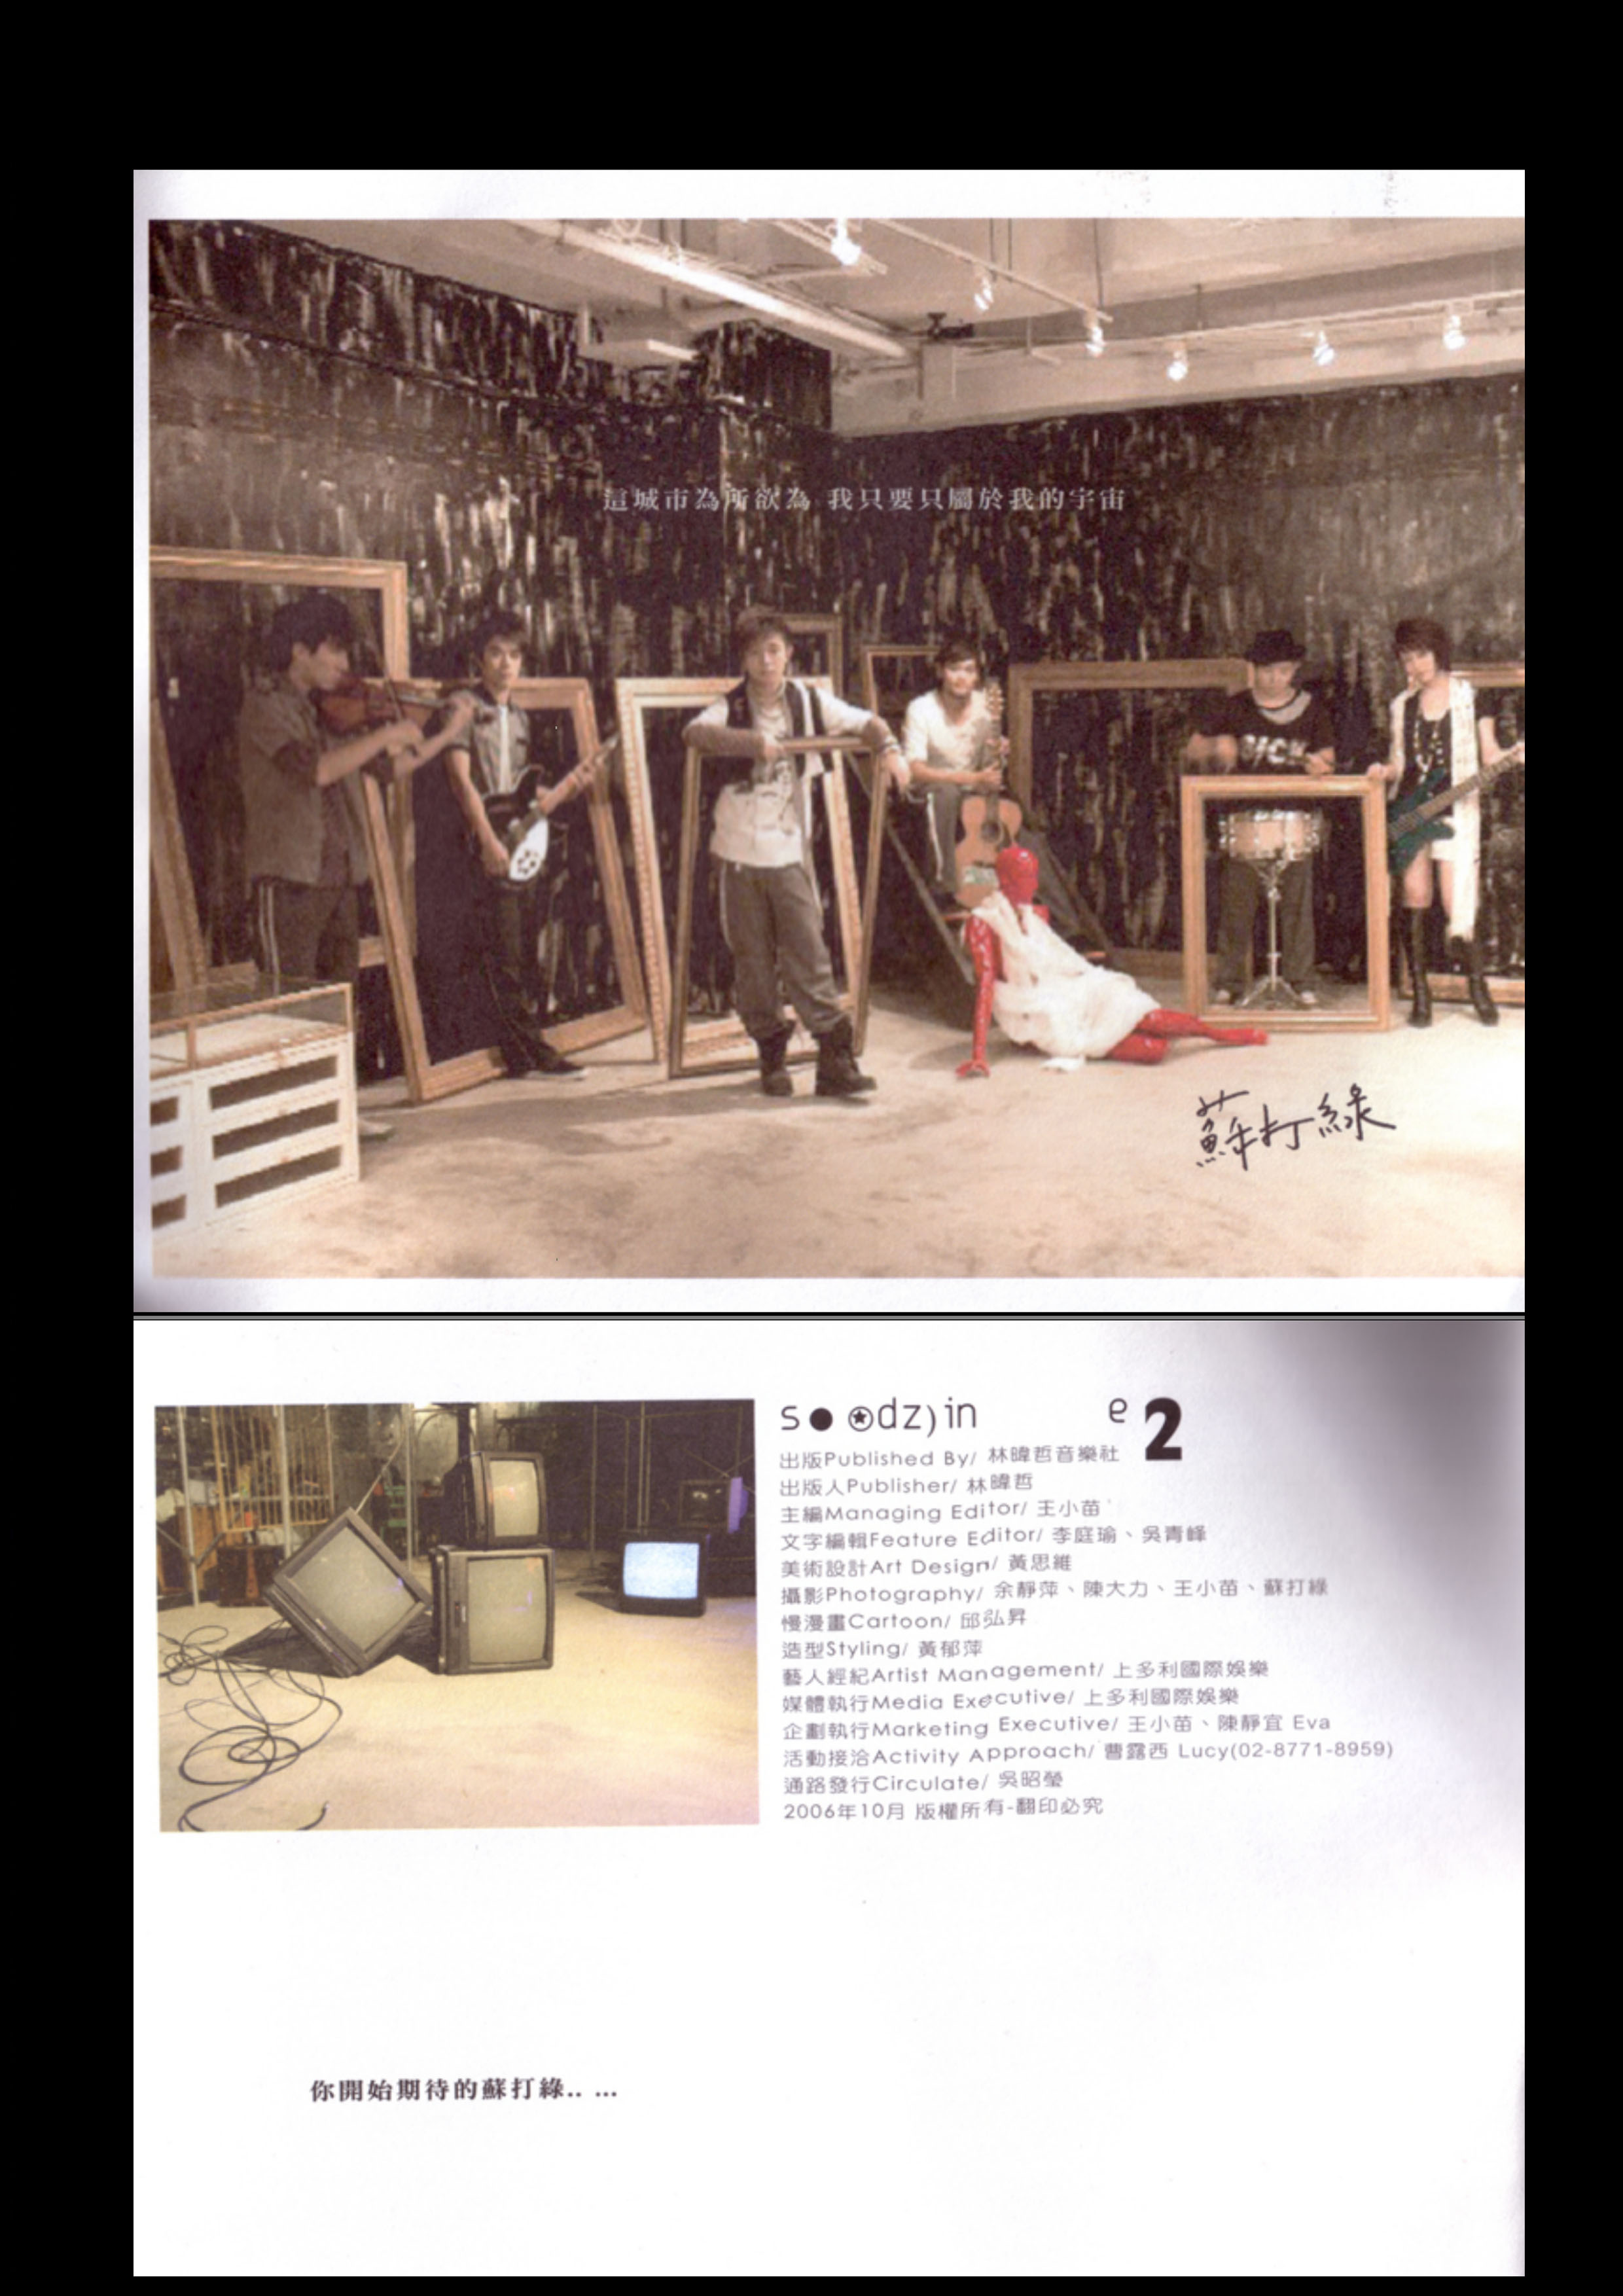 這城市為所欲為 我只要只屬於我的宇宙
蘇打綠
s●⍟dz)in e2
出版Published By/ 林暐哲音樂社
出版人Publisher/ 林暐哲
主編Managing Editor/ 王小苗
文字編輯Feature Editor/ 李庭瑜、吳青峰
美術設計Art Design/ 黃思維
攝影Photography/ 余靜萍、陳大力、王小苗、蘇打綠
慢漫畫Cartoon/ 邱弘昇
造型Styling/ 黃郁萍
藝人經紀Artist Management/ 上多利國際娛樂
媒體執行Media Executive/ 上多利國際娛樂
企劃執行Marketing Executive/ 王小苗、陳靜宜 Eva
活動接洽Activity Approach/ 曹露西 Lucy(02-8771-8959)
通路發行Circulate/ 吳昭瑩
2006年10月 版權所有-翻印必究
你開始期待的蘇打綠.. ...